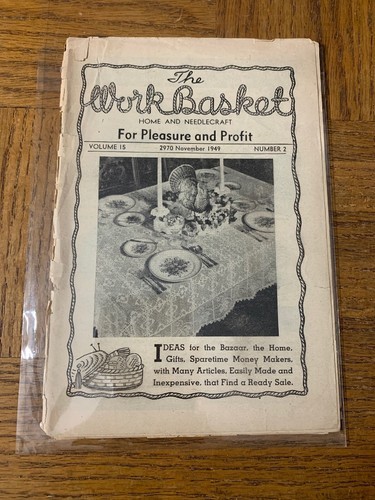 The
Work Basket
HOME AND NEEDLECRAFT
For Pleasure and Profit
VOLUME 15 2970 November 1949 NUMBER 2
IDEAS for the Bazaar, the Home,
Gifts, Sparetime Money Makers,
with Many Articles, Easily Made and
Inexpensive, that Find a Ready Sale.